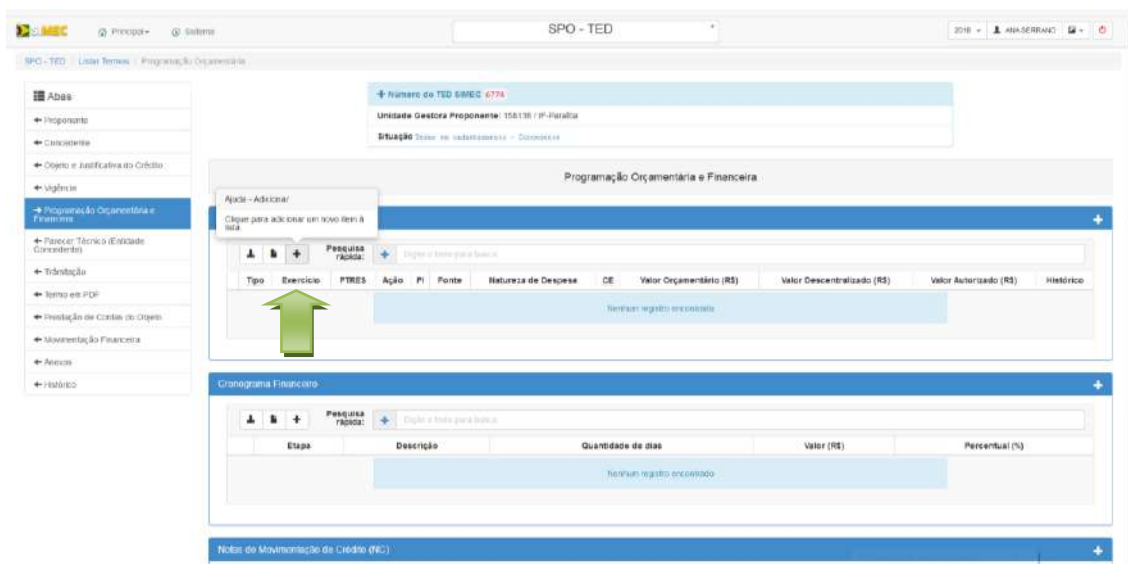 SIMEC
Principal
Sistema
SPO - TED
2018
ANA SERRANO
SPO - TED / Listar Termos / Programação Orçamentária
Abas
Proponente
Concedente
Objeto e Justificativa do Crédito
Vigência
Programação Orçamentária e
Financeira
Parecer Técnico (Entidade
Concedente)
Tramitação
Termo em PDF
Prestação de Contas do Objeto
Movimentação Financeira
Anexos
Histórico
Número do TED SIMEC 6774
Unidade Gestora Proponente: 158138 / IF-Paraíba
Situação Termo em cadastramento -
Programação Orçamentária e Financeira
Ajuda - Adicionar
Clique para adicionar um novo item à
lista.
Pesquisa
rápida:
Digite o texto para busca
Tipo Exercício PTRES Ação PI Fonte Natureza de Despesa CE Valor Orçamentário (R$) Valor Descentralizado (R$) Valor Autorizado (R$) Histórico
Nenhum registro encontrado
Cronograma Financeiro
Pesquisa
rápida:
Digite o texto para busca
Etapa Descrição Quantidade de dias Valor (R$) Percentual (%)
Nenhum registro encontrado
Notas de Movimentação de Crédito (NC)